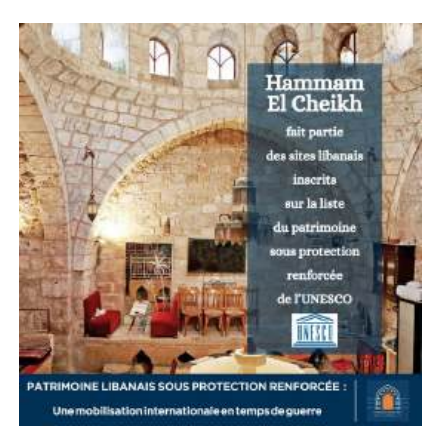 Hammam
El Cheikh
fait partie
des sites libanais
inscrits
sur la liste
du patrimoine
sous protection
renforcée
de l'UNESCO
UNESCO
PATRIMOINE LIBANAIS SOUS PROTECTION RENFORCÉE :
Une mobilisation internationale en temps de guerre